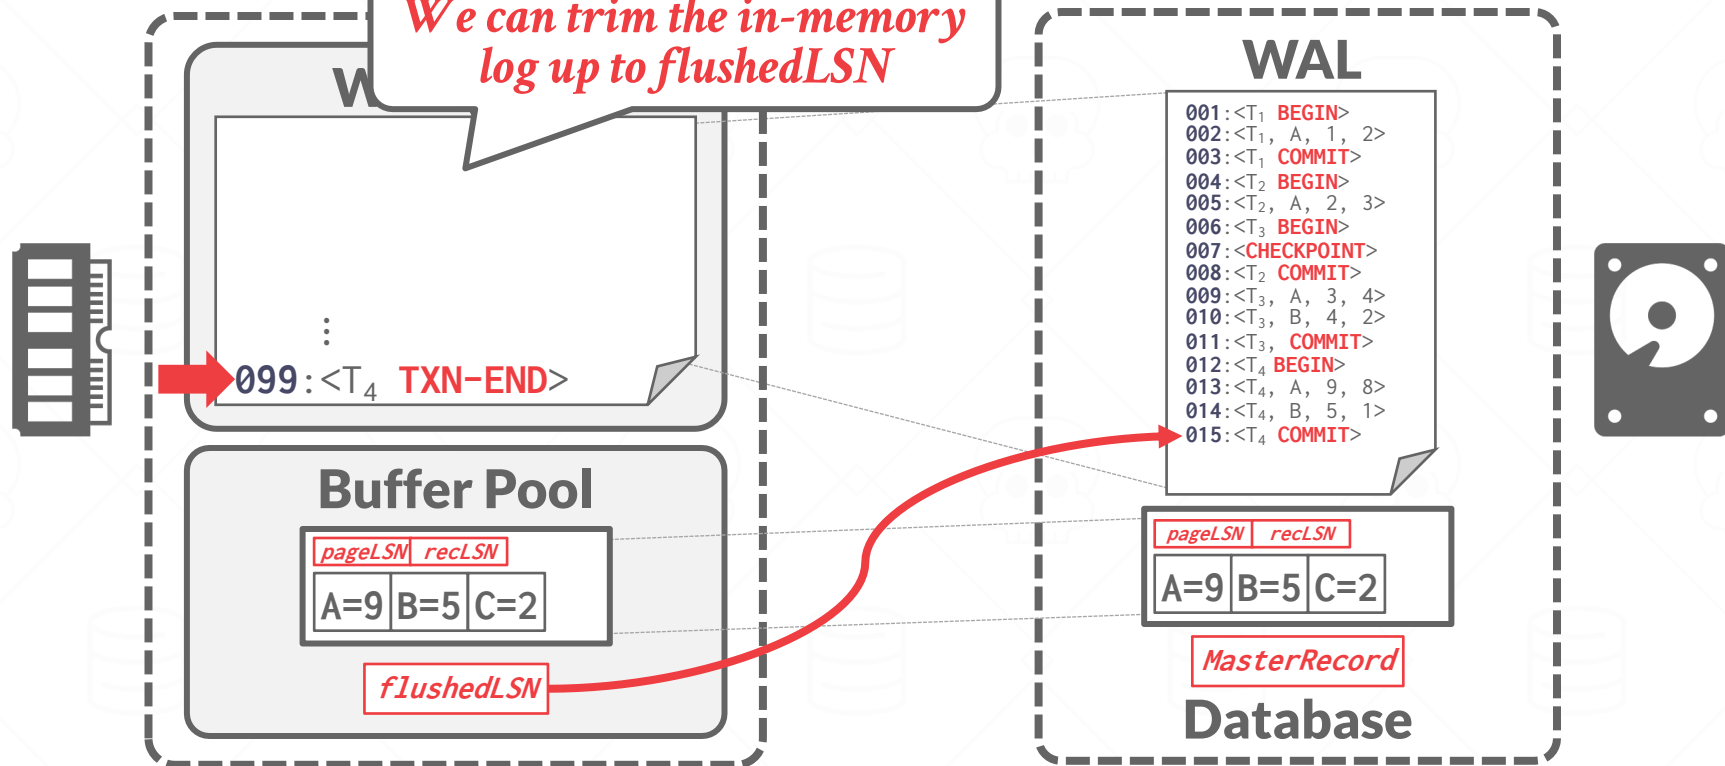 We can trim the in-memory
log up to flushedLSN
⋮
099:<T₄ TXN-END>
Buffer Pool
pageLSN recLSN
A=9 B=5 C=2
flushedLSN
WAL
001:<T₁ BEGIN>
002:<T₁, A, 1, 2>
003:<T₁ COMMIT>
004:<T₂ BEGIN>
005:<T₂, A, 2, 3>
006:<T₃ BEGIN>
007:<CHECKPOINT>
008:<T₂ COMMIT>
009:<T₃, A, 3, 4>
010:<T₃, B, 4, 2>
011:<T₃, COMMIT>
012:<T₄ BEGIN>
013:<T₄, A, 9, 8>
014:<T₄, B, 5, 1>
015:<T₄ COMMIT>
pageLSN recLSN
A=9 B=5 C=2
MasterRecord
Database